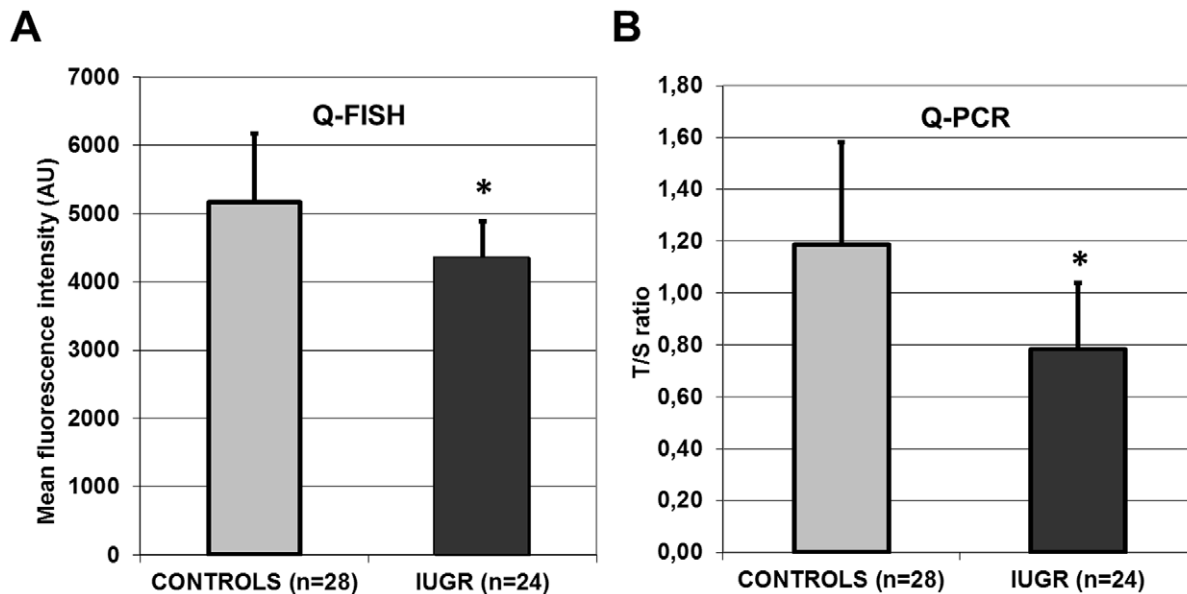 A
Q-FISH
Mean fluorescence intensity (AU)
7000
6000
5000
4000
3000
2000
1000
0
*
CONTROLS (n=28) IUGR (n=24)
B
Q-PCR
T/S ratio
1,80
1,60
1,40
1,20
1,00
0,80
0,60
0,40
0,20
0,00
*
CONTROLS (n=28) IUGR (n=24)